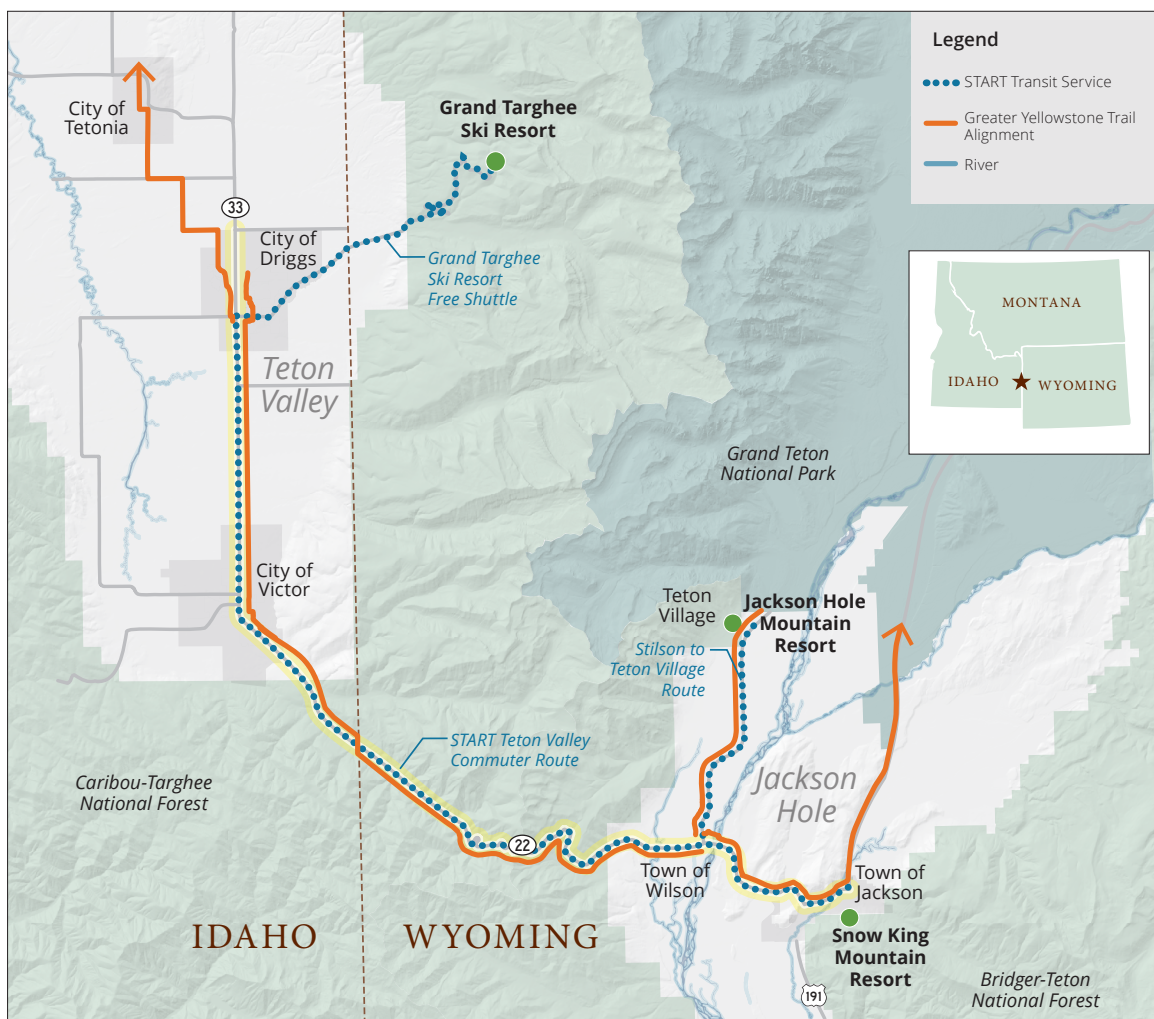 Legend
START Transit Service
Greater Yellowstone Trail
Alignment
River
City of
Tetonia
Grand Targhee
Ski Resort
33
City of
Driggs
Grand Targhee
Ski Resort
Free Shuttle
MONTANA
IDAHO
WYOMING
Teton
Valley
Grand Teton
National Park
City of
Victor
Teton
Village
Jackson Hole
Mountain
Resort
Stilson to
Teton Village
Route
START Teton Valley
Commuter Route
Caribou-Targhee
National Forest
Jackson
Hole
22
Town of
Wilson
Town of
Jackson
IDAHO
WYOMING
Snow King
Mountain
Resort
191
Bridger-Teton
National Forest